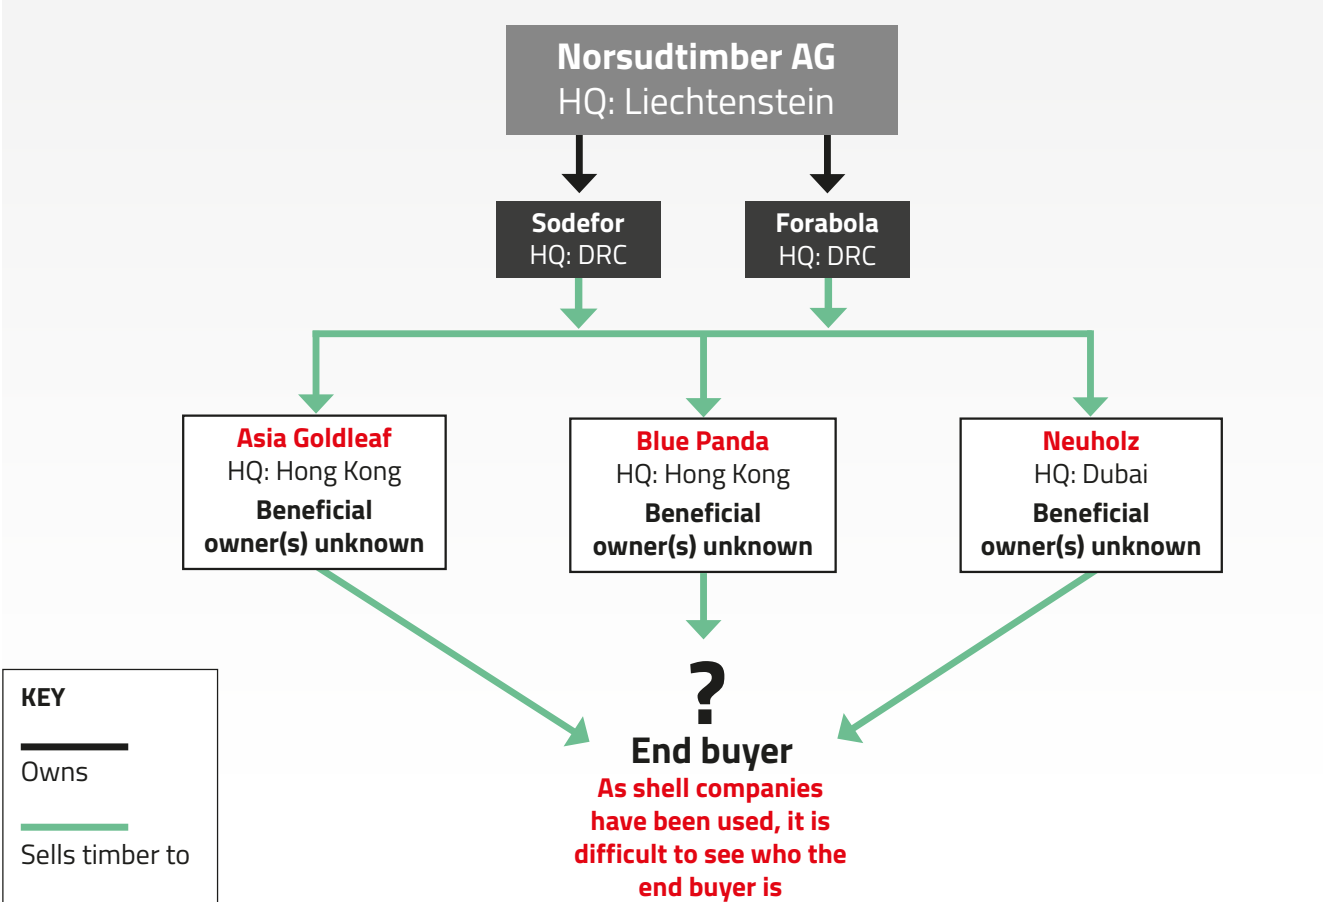 Norsudtimber AG
HQ: Liechtenstein
Sodefor
HQ: DRC
Forabola
HQ: DRC
Asia Goldleaf
HQ: Hong Kong
Beneficial
owner(s) unknown
Blue Panda
HQ: Hong Kong
Beneficial
owner(s) unknown
Neuholz
HQ: Dubai
Beneficial
owner(s) unknown
?
End buyer
As shell companies
have been used, it is
difficult to see who the
end buyer is
KEY
Owns
Sells timber to